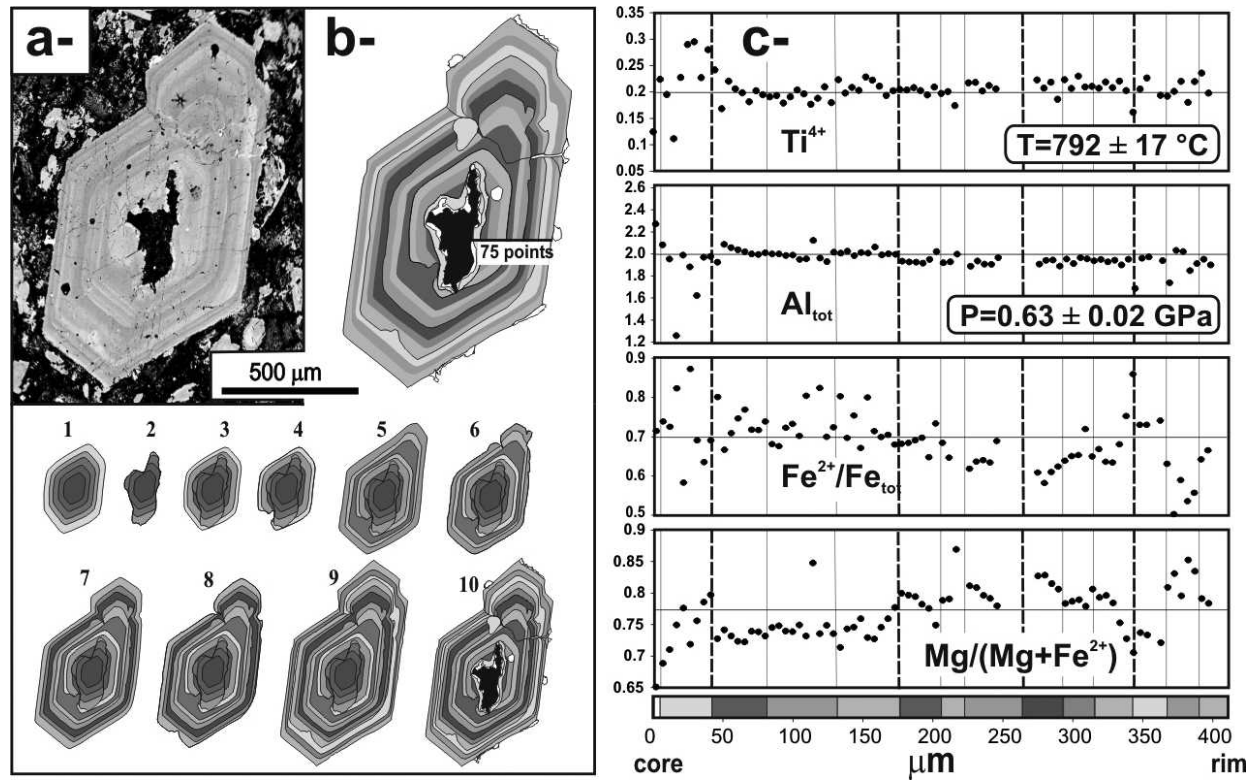 a-
b-
75 points
500 µm
1
2
3
4
5
6
7
8
9
10
c-
0.35
0.3
0.25
0.2
0.15
0.1
0.05
Ti4+
T=792 ± 17 °C
2.6
2.4
2.2
2.0
1.8
1.6
1.4
1.2
Altot
P=0.63 ± 0.02 GPa
0.9
0.8
0.7
0.6
0.5
Fe2+/Fetot
0.9
0.85
0.8
0.75
0.7
0.65
Mg/(Mg+Fe2+)
0 50 100 150 200 250 300 350 400
core µm rim